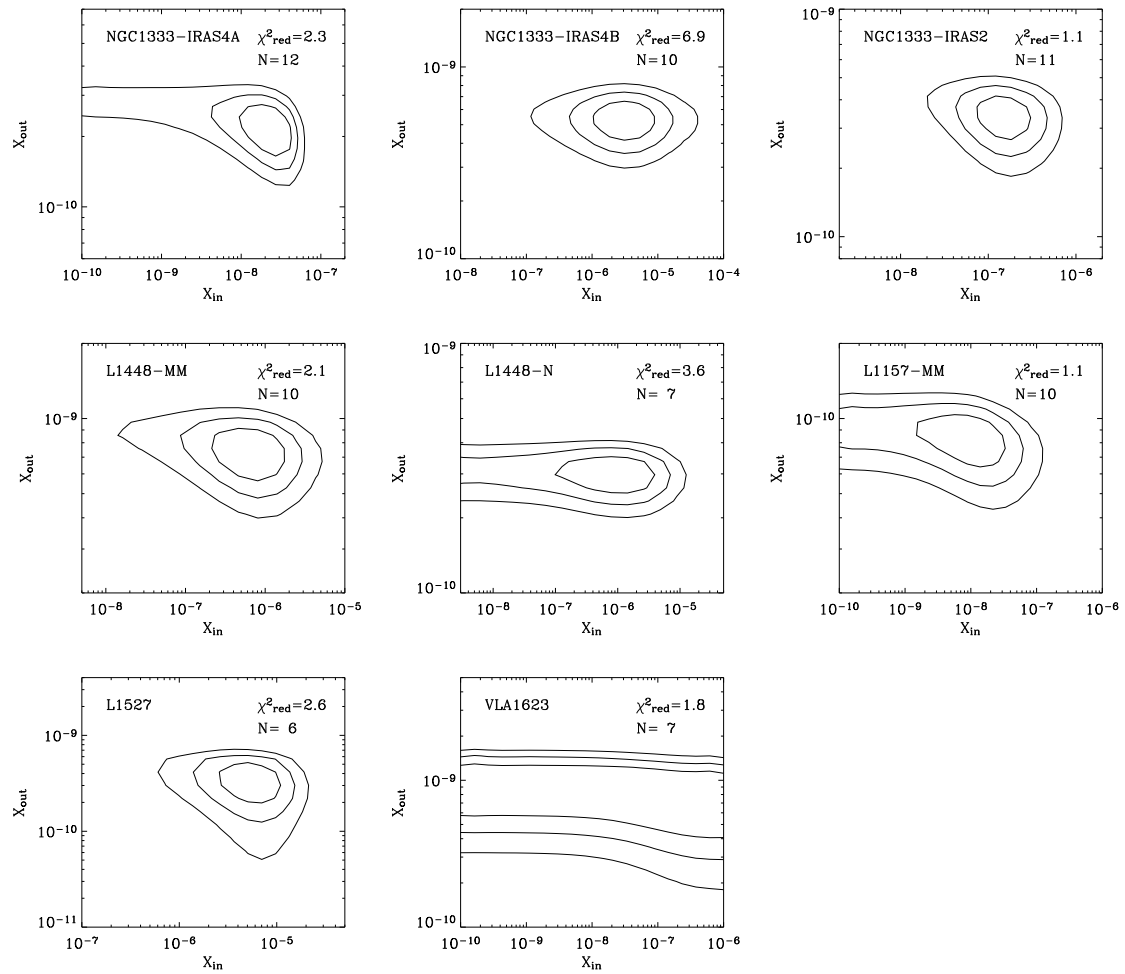 NGC1333-IRAS4A χ²red=2.3
N=12
Xout
10⁻¹⁰
10⁻¹⁰ 10⁻⁹ 10⁻⁸ 10⁻⁷
Xin
NGC1333-IRAS4B χ²red=6.9
N=10
10⁻⁹
Xout
10⁻¹⁰
10⁻⁷ 10⁻⁶ 10⁻⁵ 10⁻⁴
Xin
10⁻⁹
NGC1333-IRAS2 χ²red=1.1
N=11
Xout
10⁻¹⁰
10⁻⁸ 10⁻⁷ 10⁻⁶
Xin
L1448-MM χ²red=2.1
N=10
10⁻⁹
Xout
10⁻⁸ 10⁻⁷ 10⁻⁶ 10⁻⁵
Xin
10⁻⁹
L1448-N χ²red=3.6
N= 7
Xout
10⁻¹⁰
10⁻⁸ 10⁻⁷ 10⁻⁶ 10⁻⁵
Xin
L1157-MM χ²red=1.1
N=10
10⁻¹⁰
Xout
10⁻¹⁰ 10⁻⁹ 10⁻⁸ 10⁻⁷ 10⁻⁶
Xin
L1527 χ²red=2.6
N= 6
10⁻⁹
Xout
10⁻¹⁰
10⁻¹¹
10⁻⁷ 10⁻⁶ 10⁻⁵
Xin
VLA1623 χ²red=1.8
N= 7
10⁻⁹
Xout
10⁻¹⁰
10⁻¹⁰ 10⁻⁹ 10⁻⁸ 10⁻⁷ 10⁻⁶
Xin